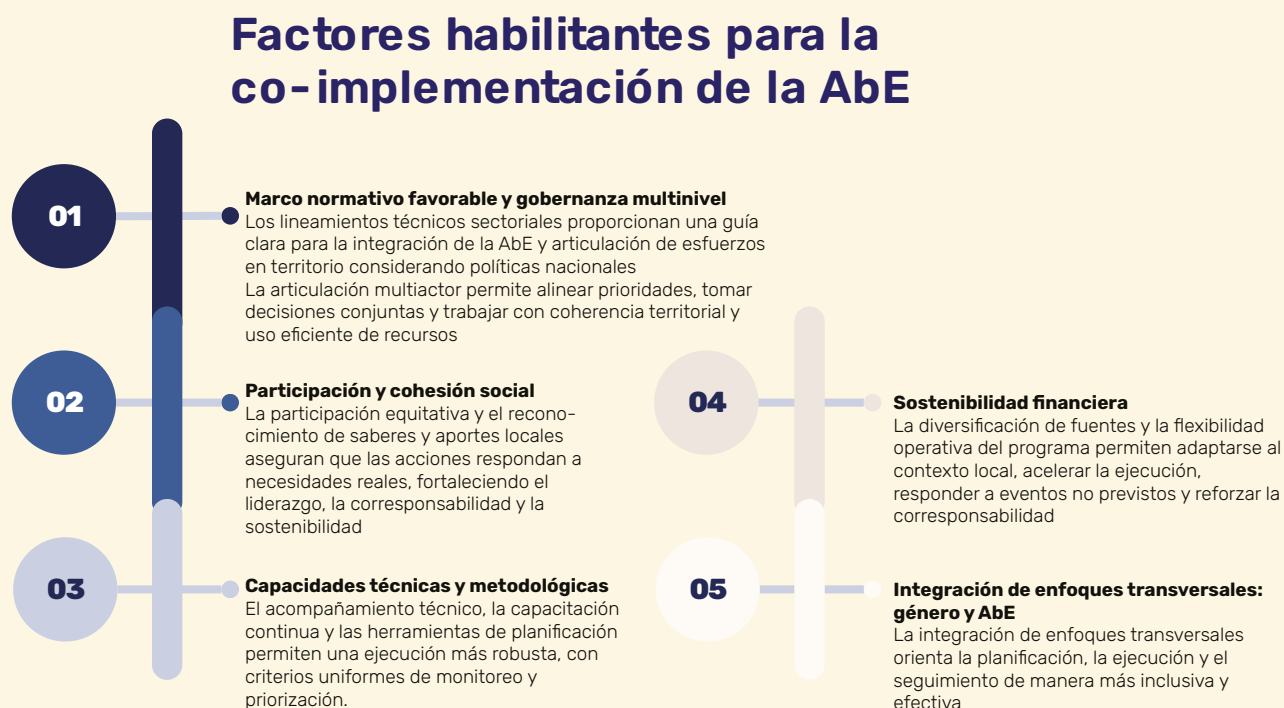 Factores habilitantes para la
co-implementación de la AbE
01
Marco normativo favorable y gobernanza multinivel
Los lineamientos técnicos sectoriales proporcionan una guía
clara para la integración de la AbE y articulación de esfuerzos
en territorio considerando políticas nacionales
La articulación multiactor permite alinear prioridades, tomar
decisiones conjuntas y trabajar con coherencia territorial y
uso eficiente de recursos
02
Participación y cohesión social
La participación equitativa y el recono-
cimiento de saberes y aportes locales
aseguran que las acciones respondan a
necesidades reales, fortaleciendo el
liderazgo, la corresponsabilidad y la
sostenibilidad
03
Capacidades técnicas y metodológicas
El acompañamiento técnico, la capacitación
continua y las herramientas de planificación
permiten una ejecución más robusta, con
criterios uniformes de monitoreo y
priorización.
04
Sostenibilidad financiera
La diversificación de fuentes y la flexibilidad
operativa del programa permiten adaptarse al
contexto local, acelerar la ejecución,
responder a eventos no previstos y reforzar la
corresponsabilidad
05
Integración de enfoques transversales:
género y AbE
La integración de enfoques transversales
orienta la planificación, la ejecución y el
seguimiento de manera más inclusiva y
efectiva